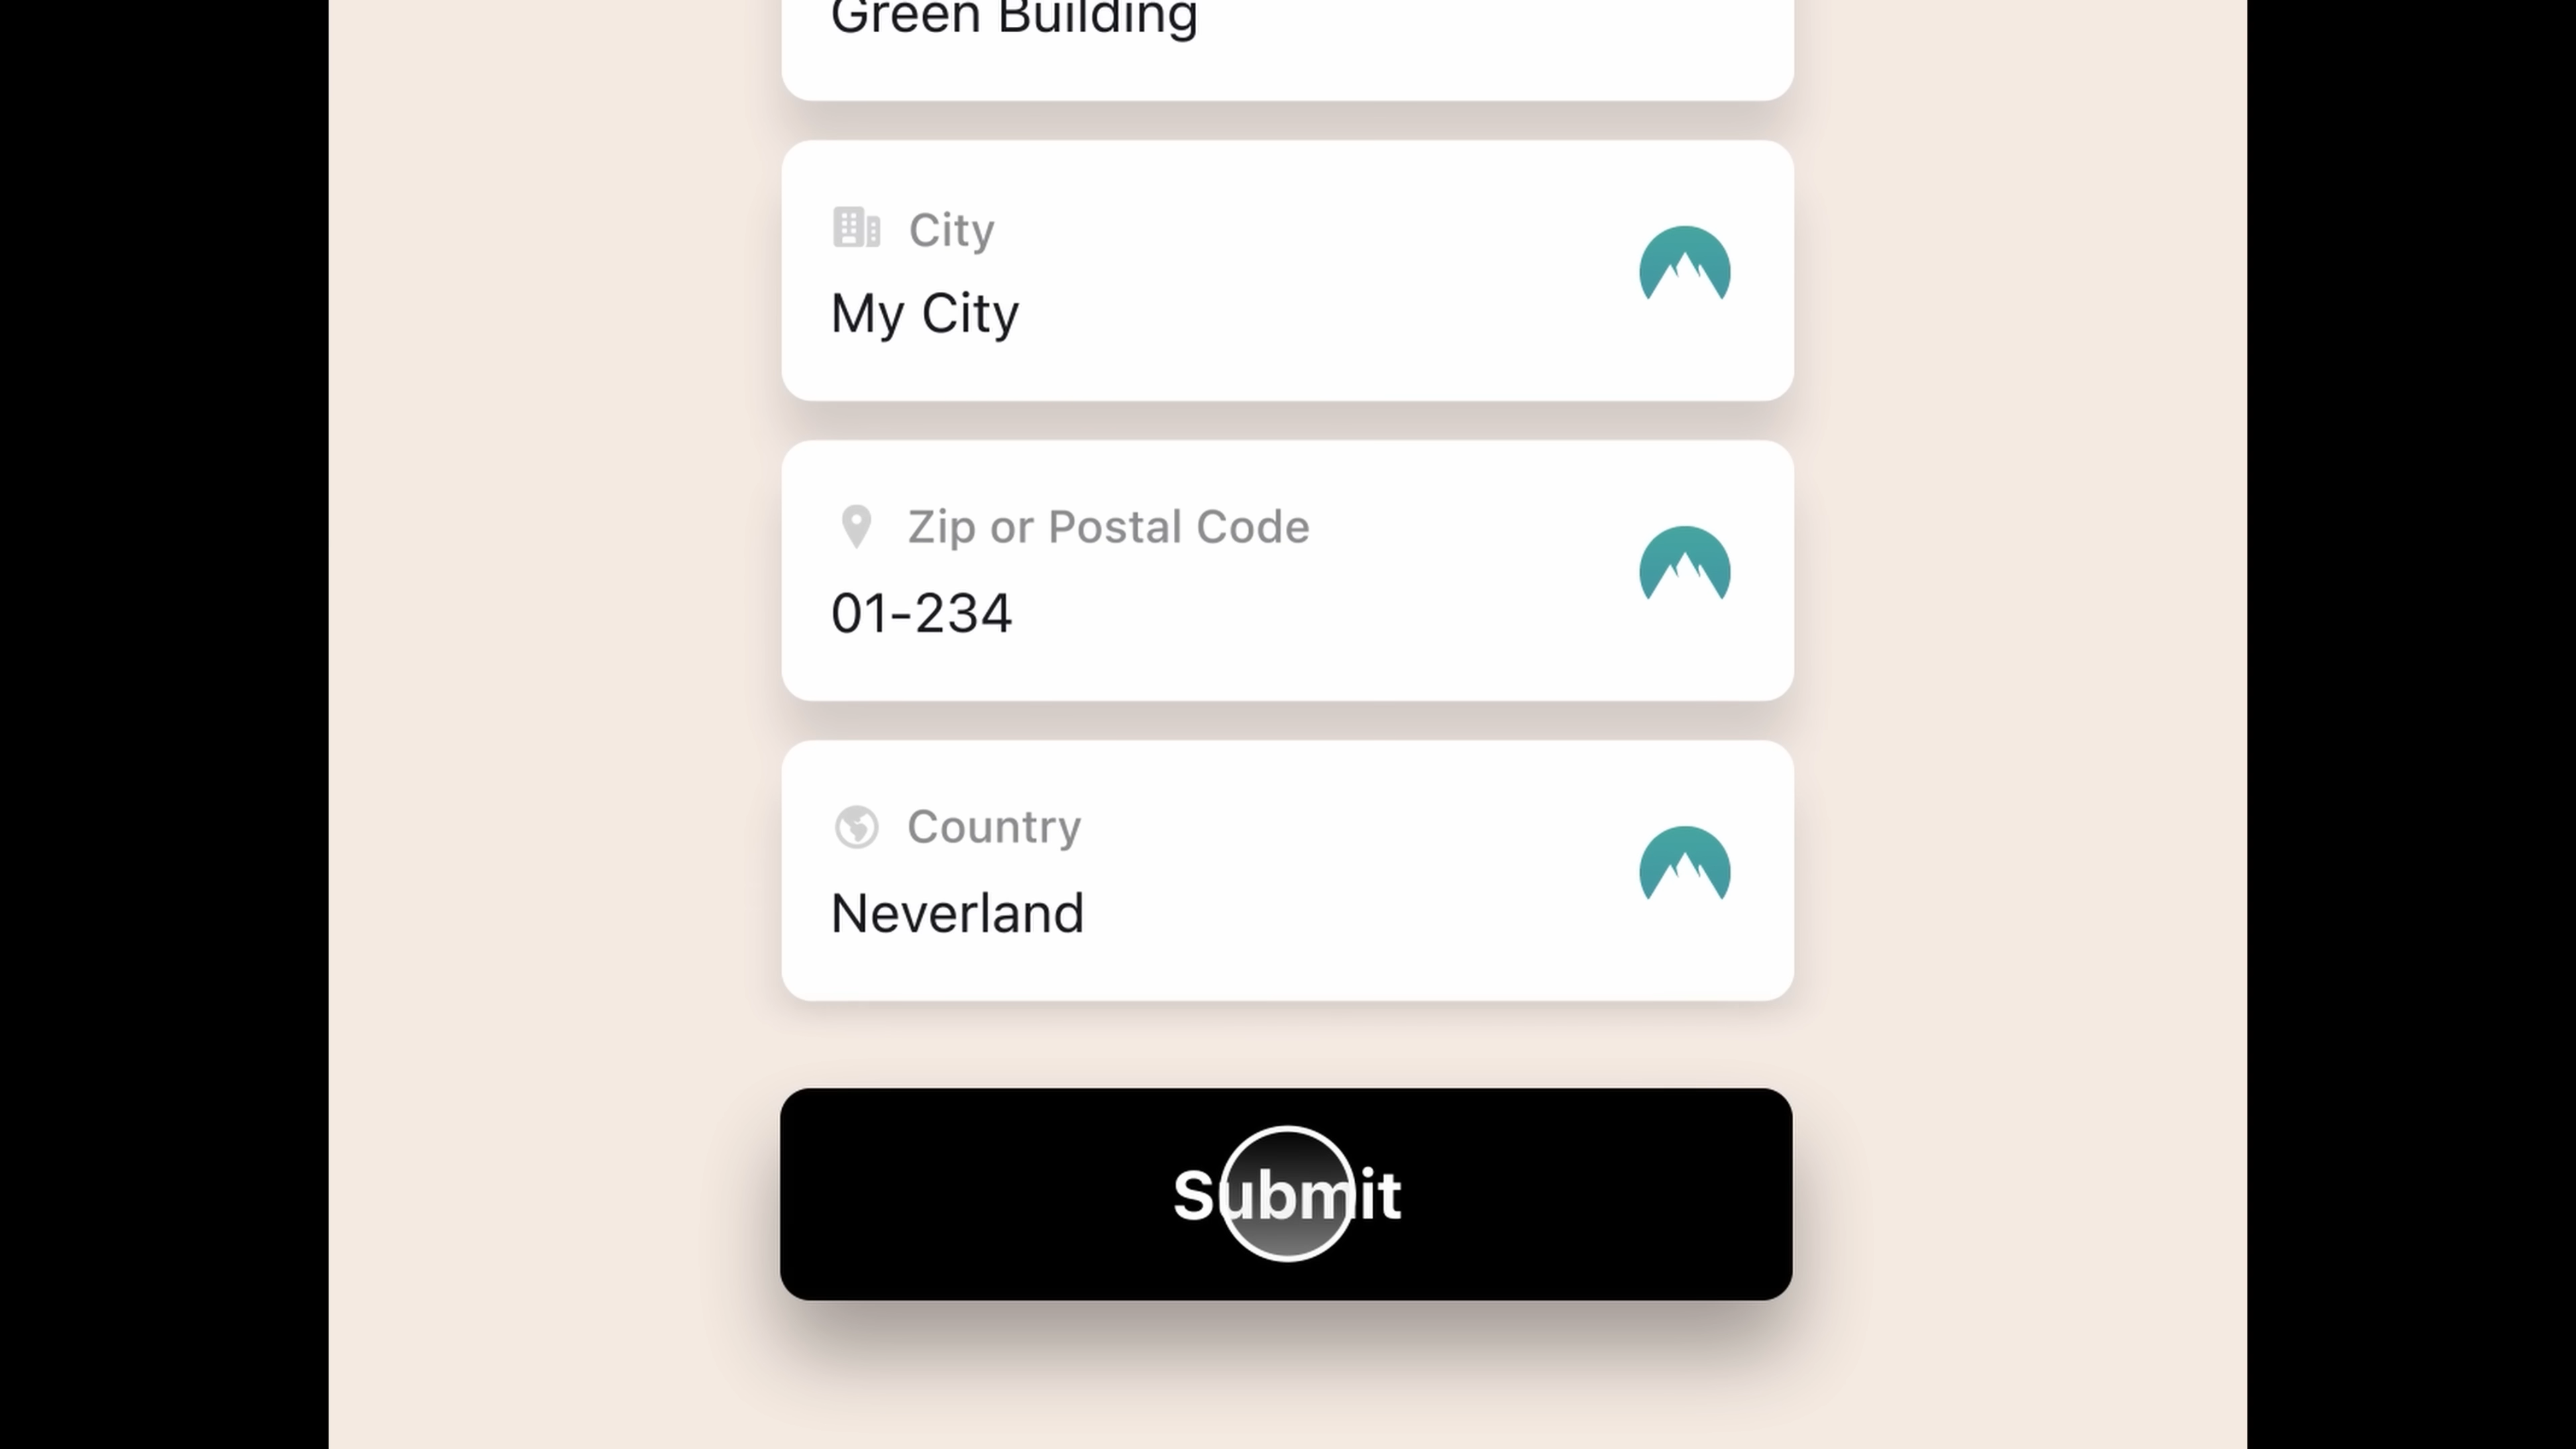 Green Building
City
My City
Zip or Postal Code
01-234
Country
Neverland
Submit